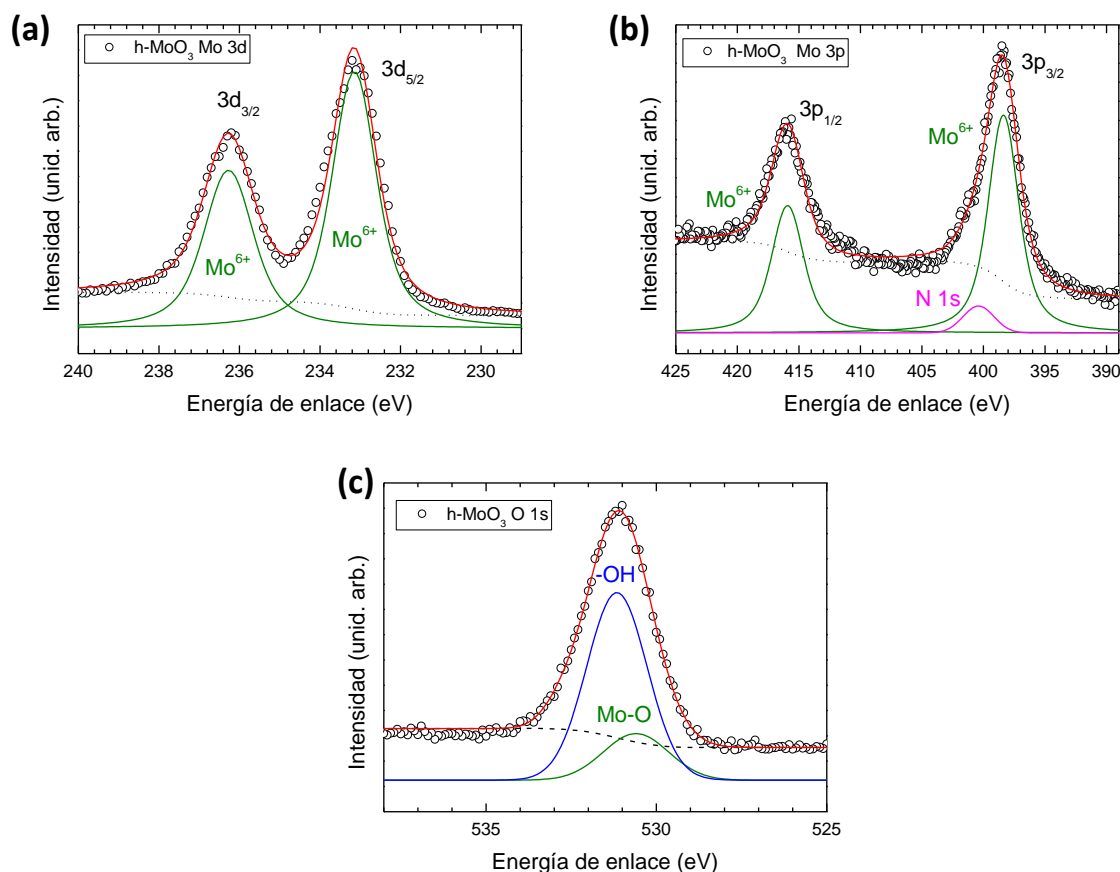 (a)
h-MoO₃ Mo 3d
3d₅/₂
3d₃/₂
Mo⁶⁺
Mo⁶⁺
Intensidad (unid. arb.)
240 238 236 234 232 230
Energía de enlace (eV)
(b)
h-MoO₃ Mo 3p
3p₃/₂
3p₁/₂
Mo⁶⁺
Mo⁶⁺
N 1s
Intensidad (unid. arb.)
425 420 415 410 405 400 395 390
Energía de enlace (eV)
(c)
h-MoO₃ O 1s
-OH
Mo-O
Intensidad (unid. arb.)
535 530 525
Energía de enlace (eV)